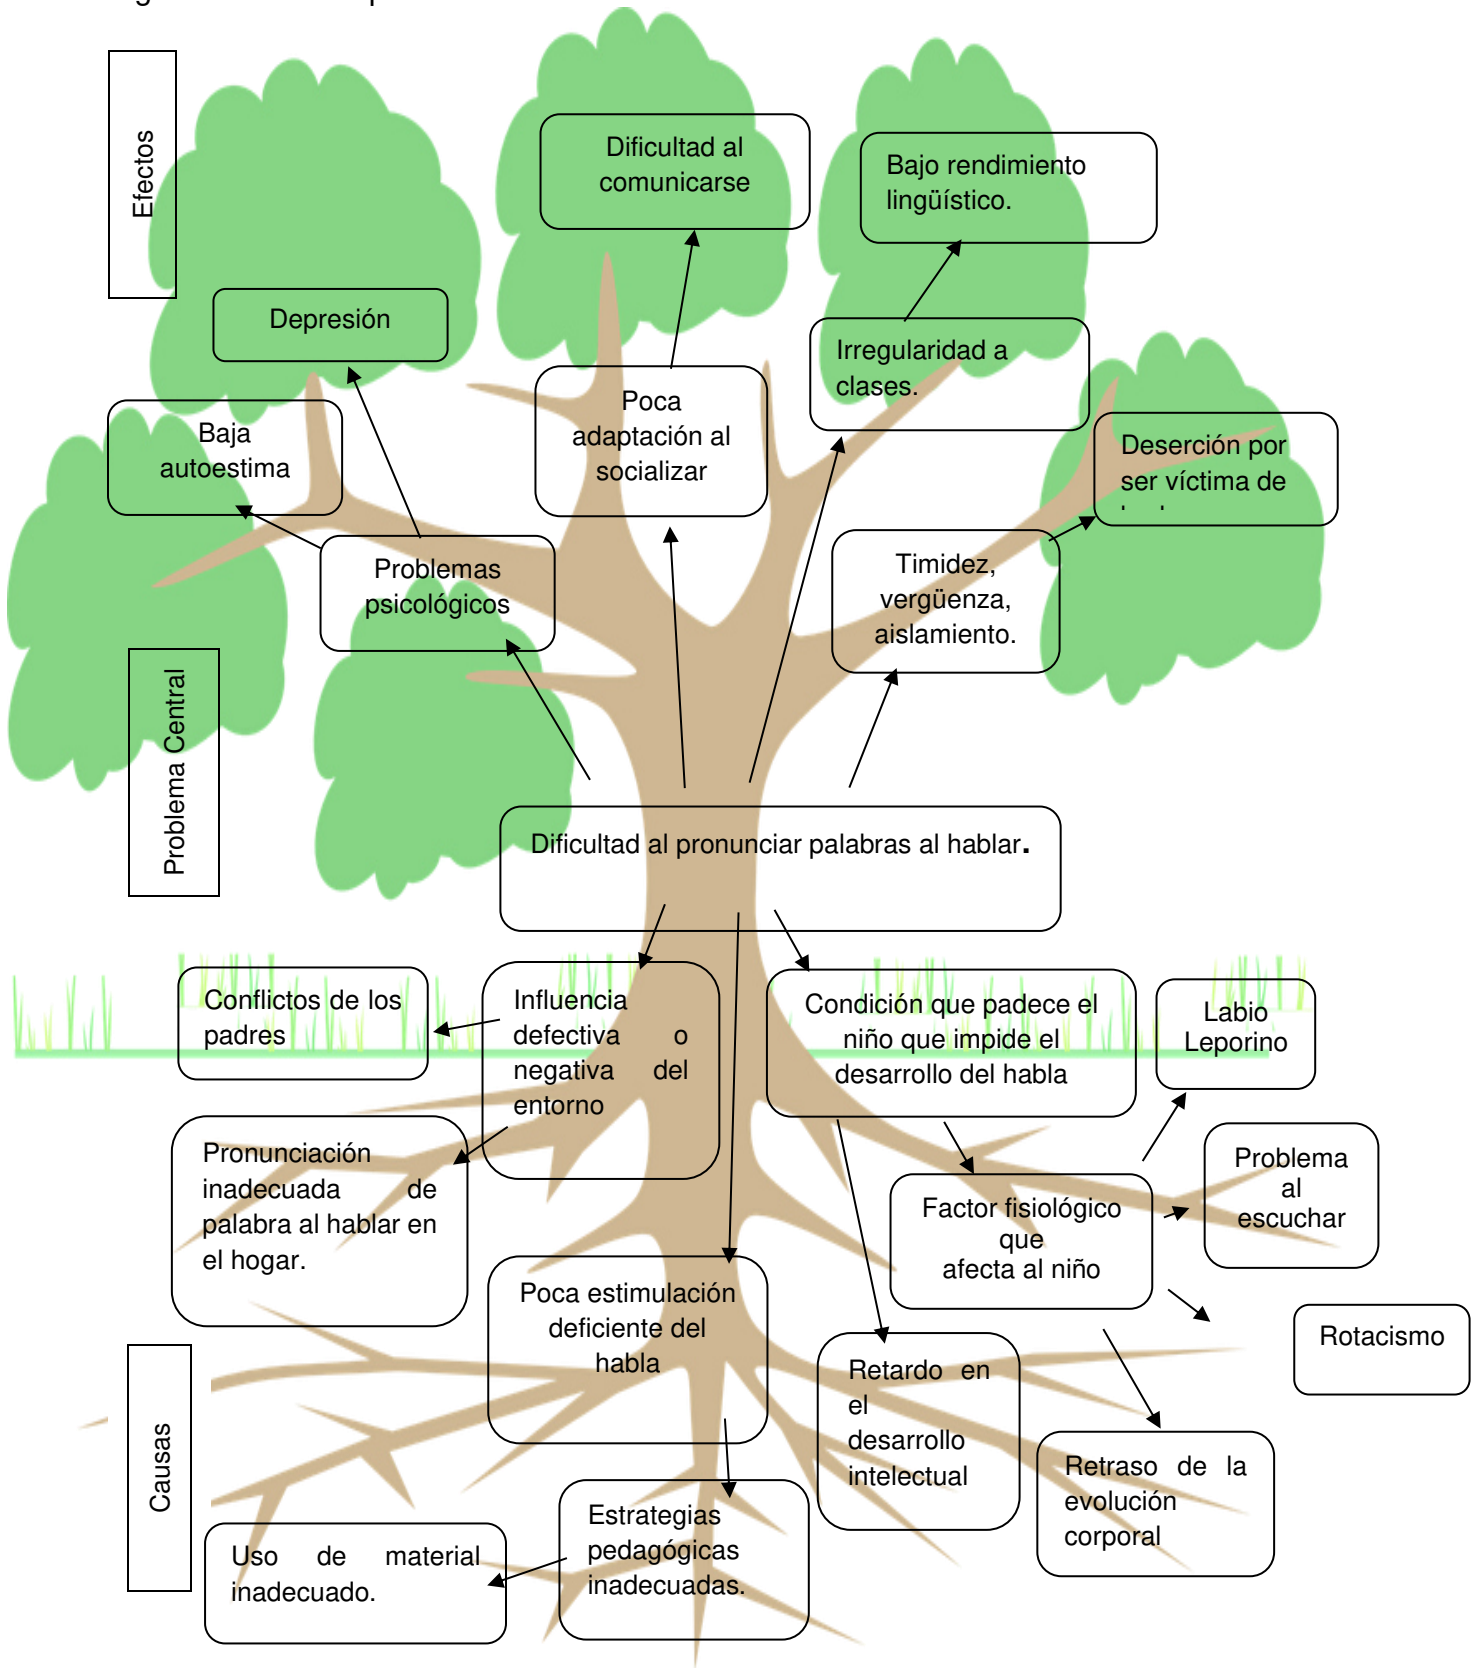 Efectos
Dificultad al
comunicarse
Bajo rendimiento
lingüístico.
Depresión
Irregularidad a
clases.
Poca
adaptación al
socializar
Baja
autoestima
Deserción por
ser víctima de
Problemas
psicológicos
Timidez,
vergüenza,
aislamiento.
Problema Central
Dificultad al pronunciar palabras al hablar.
Conflictos de los
padres
Influencia
defectiva o
negativa del
entorno
Condición que padece el
niño que impide el
desarrollo del habla
Labio
Leporino
Pronunciación
inadecuada de
palabra al hablar en
el hogar.
Problema
al
escuchar
Factor fisiológico
que
afecta al niño
Poca estimulación
deficiente del
habla
Rotacismo
Retardo en
el
desarrollo
intelectual
Causas
Retraso de la
evolución
corporal
Estrategias
pedagógicas
inadecuadas.
Uso de material
inadecuado.